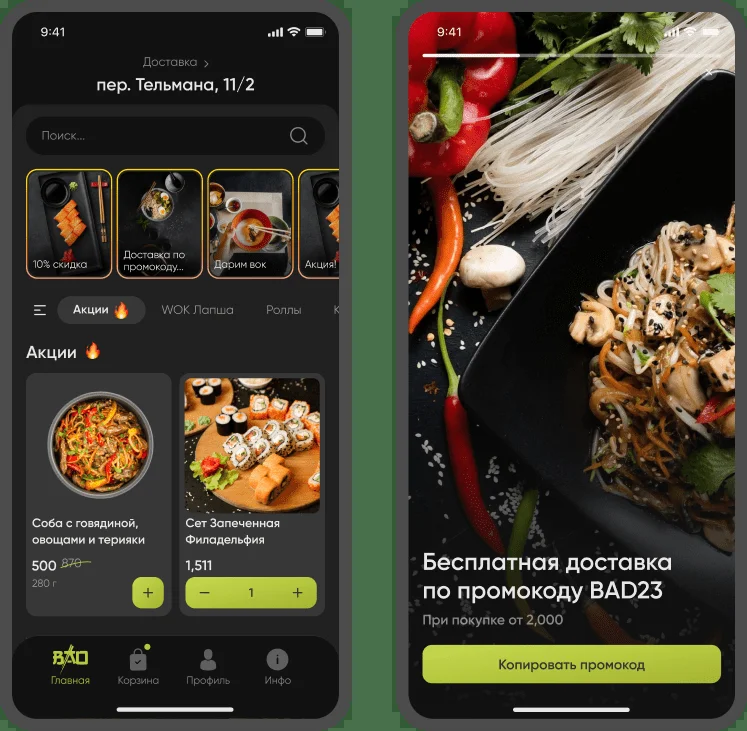 9:41
Доставка
пер. Тельмана, 11/2
Поиск...
10% скидка
Доставка по
промокоду...
Дарим вок
Акция!
Акции
WOK Лапша
Роллы
К
Акции
Соба с говядиной,
овощами и терияки
500 870
280 г
+
Сет Запеченная
Филадельфия
1,511
− 1 +
BAO
Главная
Корзина
Профиль
Инфо
9:41
Бесплатная доставка
по промокоду BAD23
При покупке от 2,000
Копировать промокод